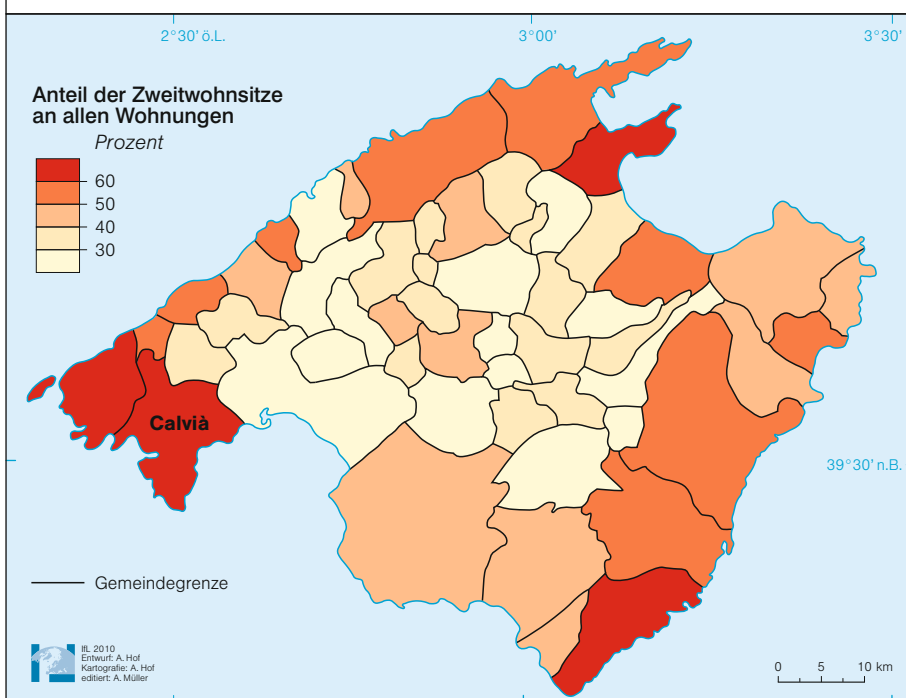 2°30' ö.L.
3°00'
3°30'
Anteil der Zweitwohnsitze
an allen Wohnungen
Prozent
60
50
40
30
Calvià
39°30' n.B.
Gemeindegrenze
IfL 2010
Entwurf: A. Hof
Kartografie: A. Hof
editiert: A. Müller
0 5 10 km